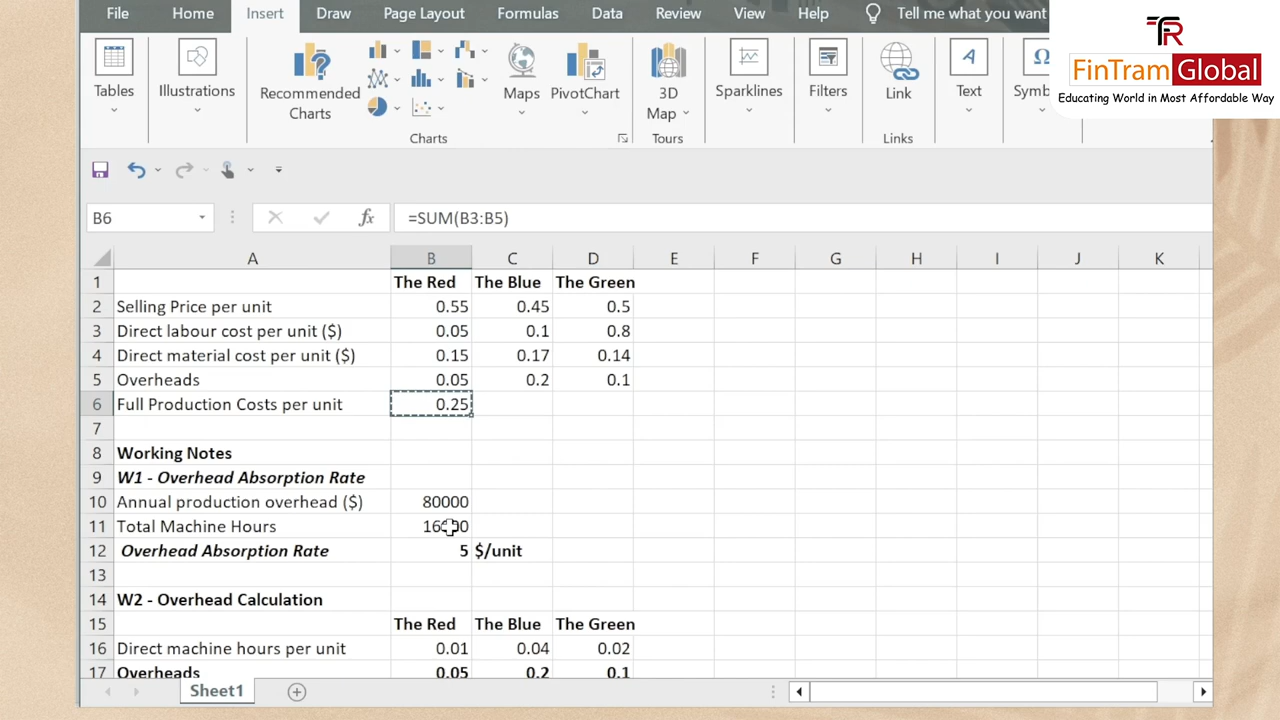 File Home Insert Draw Page Layout Formulas Data Review View Help Tell me what you want
TR
FinTram Global
Educating World in Most Affordable Way
Tables Illustrations Recommended Charts Maps PivotChart 3D Map Sparklines Filters Link Text Symb
Charts Tours Links
B6 fx =SUM(B3:B5)
A B C D E F G H I J K
1 The Red The Blue The Green
2 Selling Price per unit 0.55 0.45 0.5
3 Direct labour cost per unit ($) 0.05 0.1 0.8
4 Direct material cost per unit ($) 0.15 0.17 0.14
5 Overheads 0.05 0.2 0.1
6 Full Production Costs per unit 0.25
7
8 Working Notes
9 W1 - Overhead Absorption Rate
10 Annual production overhead ($) 80000
11 Total Machine Hours
12 Overhead Absorption Rate 5 $/unit
13
14 W2 - Overhead Calculation
15 The Red The Blue The Green
16 Direct machine hours per unit 0.01 0.04 0.02
17 Overheads 0.05 0.2 0.1
Sheet1